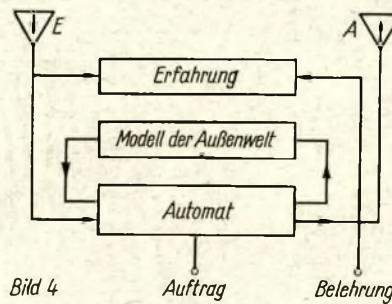 E
A
Erfahrung
Modell der Außenwelt
Automat
Bild 4
Auftrag
Belehrung